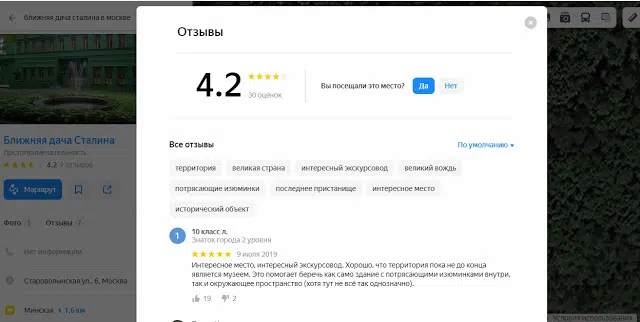 ближняя дача сталина в москве
Ближняя дача Сталина
Достопримечательность
4.2 7 отзывов
Маршрут
Фото 3 Отзывы 7
Нет информации
Старовольнская ул., 6, Москва
Минская 1,6 км
Отзывы
4.2
30 оценок
Вы посещали это место? Да Нет
Все отзывы По умолчанию
территория великая страна интересный экскурсовод великий вождь
потрясающие изюминки последнее пристанище интересное место
исторический объект
1 10 класс л.
Знаток города 2 уровня
9 июля 2019
Интересное место, интересный экскурсовод. Хорошо, что территория пока не до конца
является музеем. Это помогает беречь как само здание с потрясающими изюминками внутри,
так и окружающее пространство (хотя тут не всё так однозначно).
19 2
Условия использования